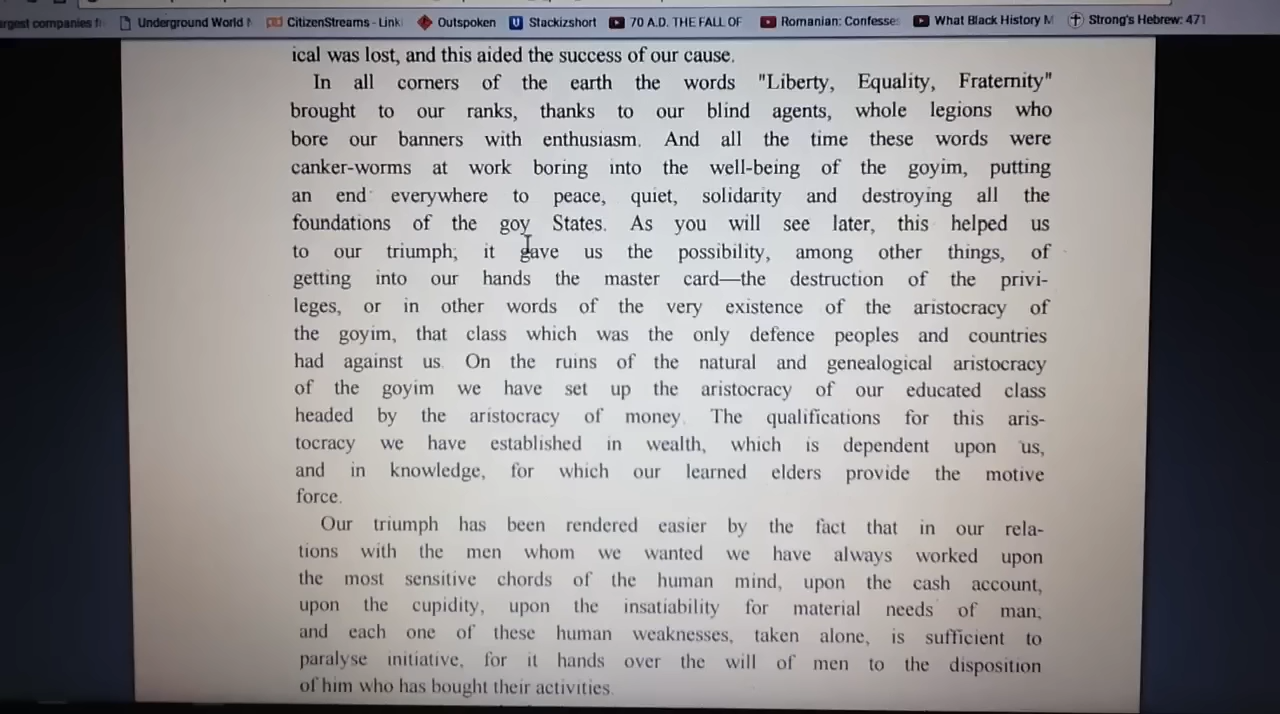 argest companies f
Underground World N
CitizenStreams - Link
Outspoken
Stackizshort
70 A.D. THE FALL OF
Romanian: Confesse
What Black History M
Strong's Hebrew: 471
ical was lost, and this aided the success of our cause.
In all corners of the earth the words "Liberty, Equality, Fraternity"
brought to our ranks, thanks to our blind agents, whole legions who
bore our banners with enthusiasm. And all the time these words were
canker-worms at work boring into the well-being of the goyim, putting
an end everywhere to peace, quiet, solidarity and destroying all the
foundations of the goy States. As you will see later, this helped us
to our triumph; it gave us the possibility, among other things, of
getting into our hands the master card—the destruction of the privi-
leges, or in other words of the very existence of the aristocracy of
the goyim, that class which was the only defence peoples and countries
had against us. On the ruins of the natural and genealogical aristocracy
of the goyim we have set up the aristocracy of our educated class
headed by the aristocracy of money. The qualifications for this aris-
tocracy we have established in wealth, which is dependent upon us,
and in knowledge, for which our learned elders provide the motive
force.
Our triumph has been rendered easier by the fact that in our rela-
tions with the men whom we wanted we have always worked upon
the most sensitive chords of the human mind, upon the cash account,
upon the cupidity, upon the insatiability for material needs of man;
and each one of these human weaknesses, taken alone, is sufficient to
paralyse initiative, for it hands over the will of men to the disposition
of him who has bought their activities.